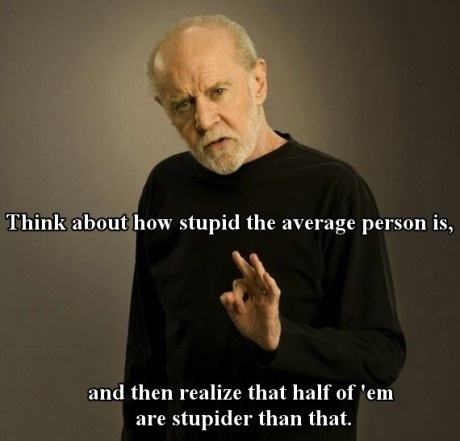 Think about how stupid the average person is,
and then realize that half of 'em
are stupider than that.